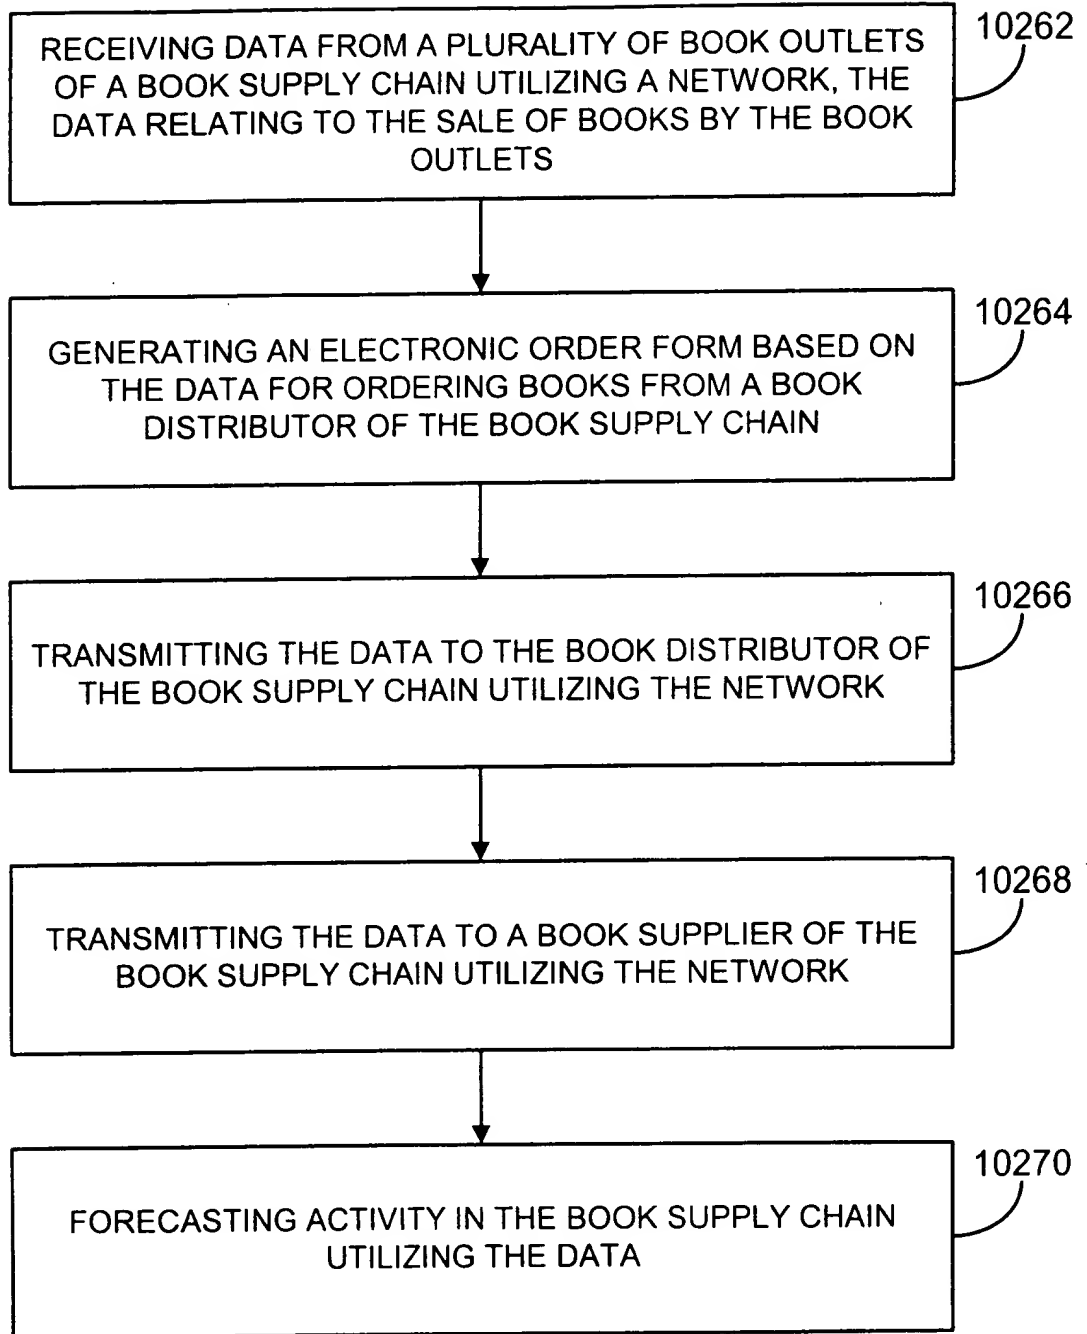 10262
RECEIVING DATA FROM A PLURALITY OF BOOK OUTLETS
OF A BOOK SUPPLY CHAIN UTILIZING A NETWORK, THE
DATA RELATING TO THE SALE OF BOOKS BY THE BOOK
OUTLETS
10264
GENERATING AN ELECTRONIC ORDER FORM BASED ON
THE DATA FOR ORDERING BOOKS FROM A BOOK
DISTRIBUTOR OF THE BOOK SUPPLY CHAIN
10266
TRANSMITTING THE DATA TO THE BOOK DISTRIBUTOR OF
THE BOOK SUPPLY CHAIN UTILIZING THE NETWORK
10268
TRANSMITTING THE DATA TO A BOOK SUPPLIER OF THE
BOOK SUPPLY CHAIN UTILIZING THE NETWORK
10270
FORECASTING ACTIVITY IN THE BOOK SUPPLY CHAIN
UTILIZING THE DATA